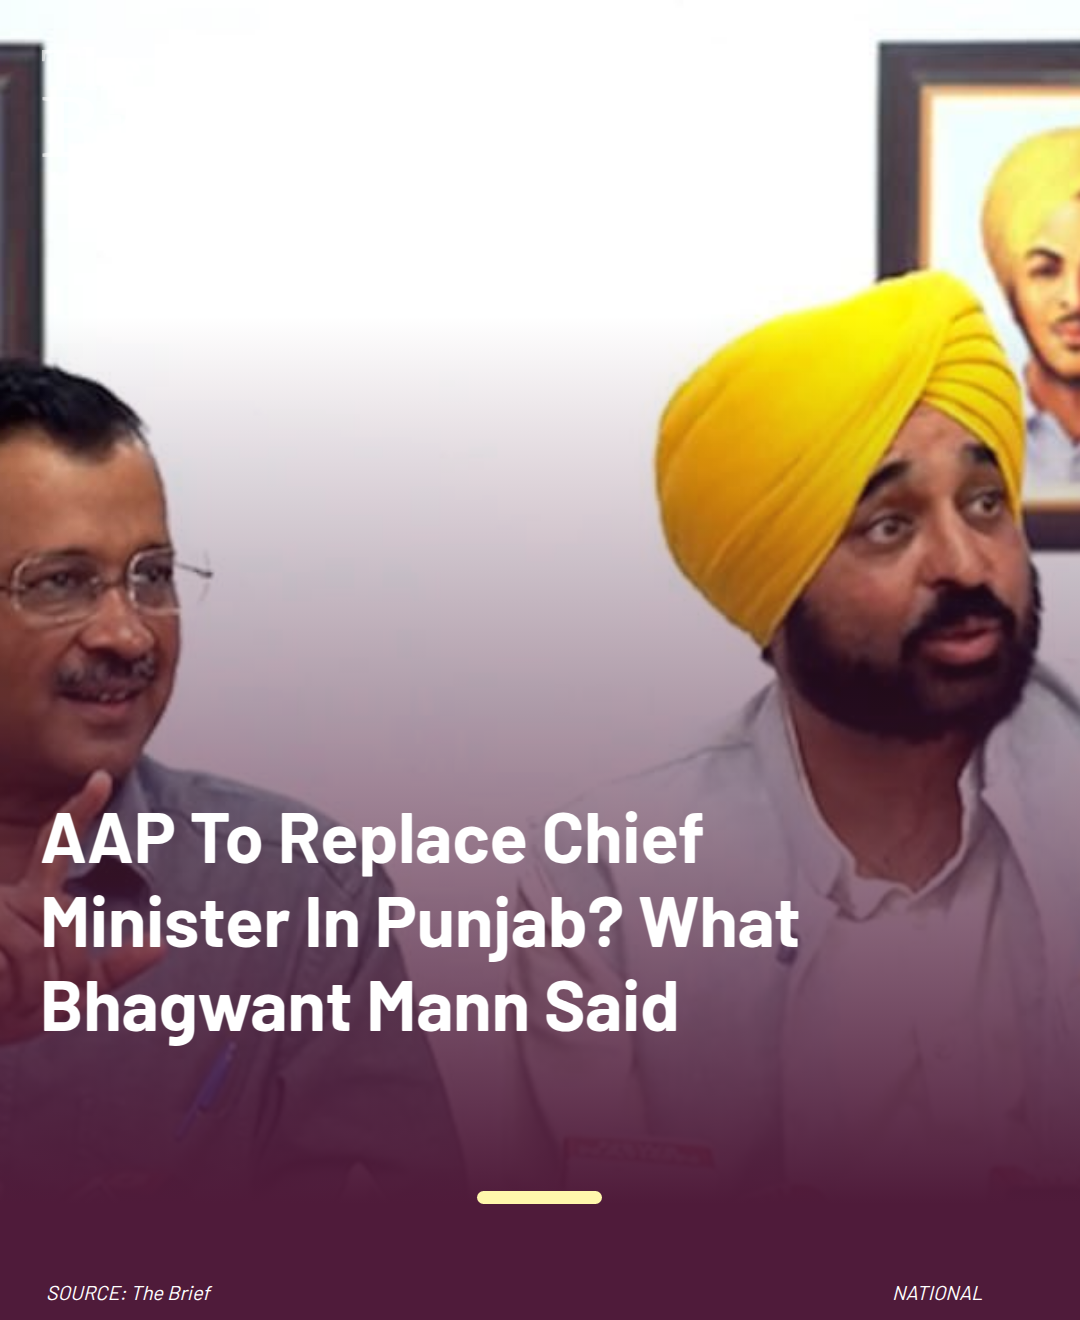 AAP To Replace Chief
Minister In Punjab? What
Bhagwant Mann Said
SOURCE: The Brief
NATIONAL